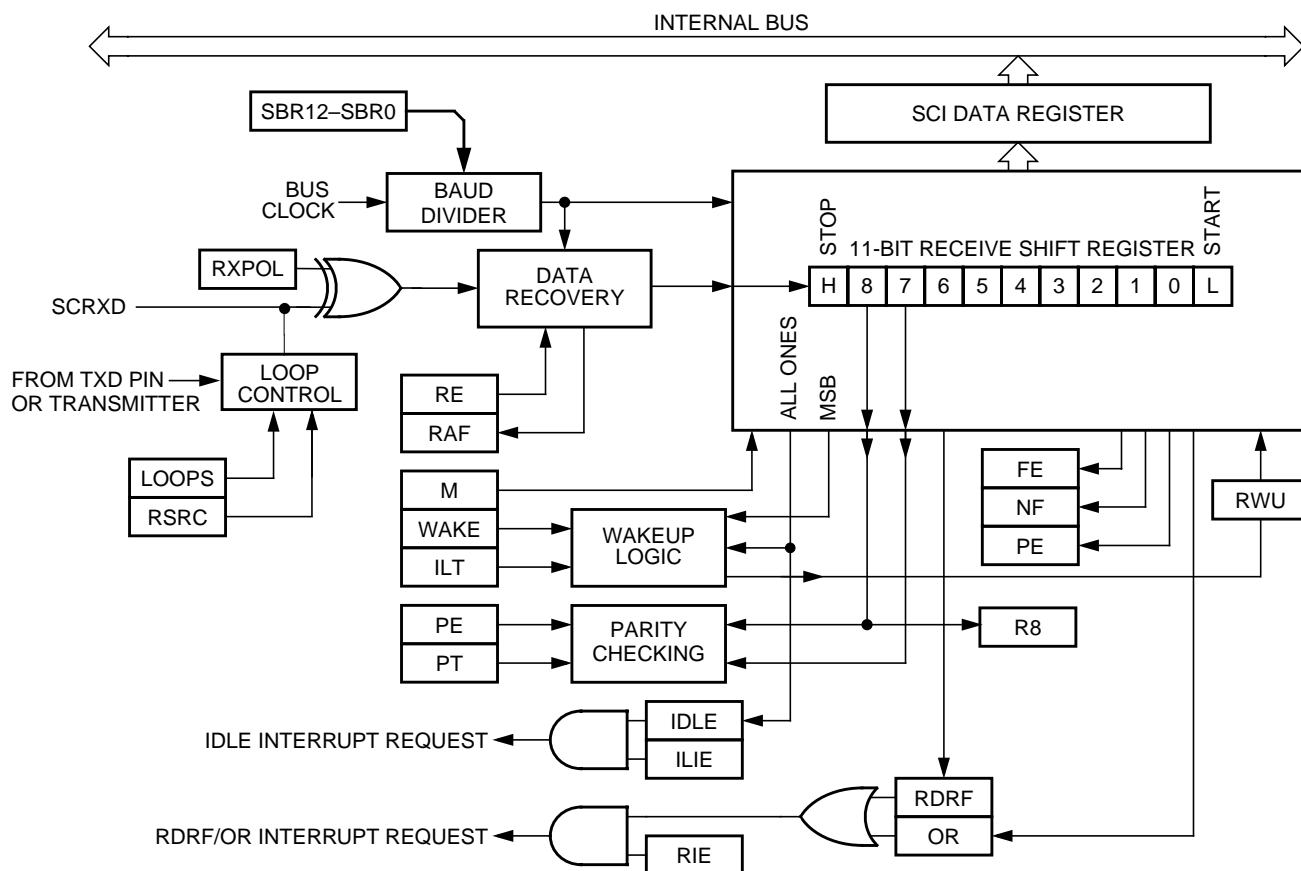 INTERNAL BUS
SBR12–SBR0
SCI DATA REGISTER
BUS
CLOCK
BAUD
DIVIDER
STOP
START
11-BIT RECEIVE SHIFT REGISTER
H 8 7 6 5 4 3 2 1 0 L
RXPOL
DATA
RECOVERY
SCRXD
ALL ONES
MSB
FROM TXD PIN
OR TRANSMITTER
LOOP
CONTROL
RE
RAF
LOOPS
RSRC
M
WAKE
ILT
WAKEUP
LOGIC
FE
NF
PE
RWU
PE
PT
PARITY
CHECKING
R8
IDLE INTERRUPT REQUEST
IDLE
ILIE
RDRF/OR INTERRUPT REQUEST
RIE
RDRF
OR